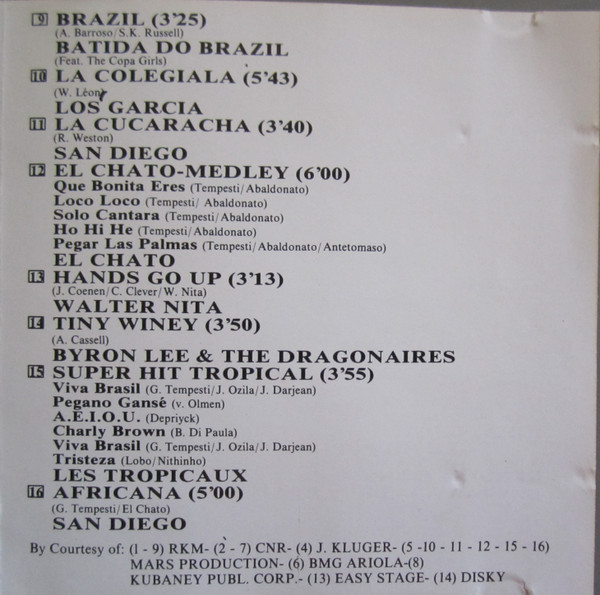 9 BRAZIL (3'25)
(A. Barroso/S.K. Russell)
BATIDA DO BRAZIL
(Feat. The Copa Girls)
10 LA COLEGIALA (5'43)
(W. Léon)
LOS GARCIA
11 LA CUCARACHA (3'40)
(R. Weston)
SAN DIEGO
12 EL CHATO-MEDLEY (6'00)
Que Bonita Eres (Tempesti/ Abaldonato)
Loco Loco (Tempesti/ Abaldonato)
Solo Cantara (Tempesti/ Abaldonato)
Ho Hi He (Tempesti/ Abaldonato)
Pegar Las Palmas (Tempesti/Abaldonato/Antetomaso)
EL CHATO
13 HANDS GO UP (3'13)
(J. Coenen/C. Clever/W. Nita)
WALTER NITA
14 TINY WINEY (3'50)
(A. Cassell)
BYRON LEE & THE DRAGONAIRES
15 SUPER HIT TROPICAL (3'55)
Viva Brasil (G. Tempesti/J. Ozila/J. Darjean)
Pegano Gansé (v. Olmen)
A.E.I.O.U. (Depriyck)
Charly Brown (B. Di Paula)
Viva Brasil (G. Tempesti/J. Ozila/J. Darjean)
Tristeza (Lobo/Nithinho)
LES TROPICAUX
16 AFRICANA (5'00)
(G. Tempesti/El Chato)
SAN DIEGO
By Courtesy of: (1 - 9) RKM- (2 - 7) CNR- (4) J. KLUGER- (5 -10 - 11 - 12 - 15 - 16)
MARS PRODUCTION- (6) BMG ARIOLA-(8)
KUBANEY PUBL. CORP.- (13) EASY STAGE- (14) DISKY